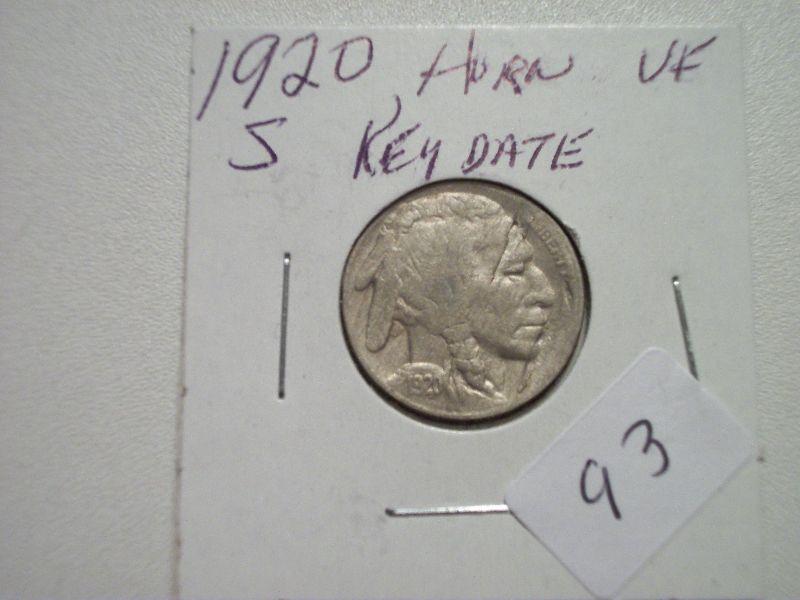 1920, HORN VF
S KEY DATE
LIBERTY
1920
93